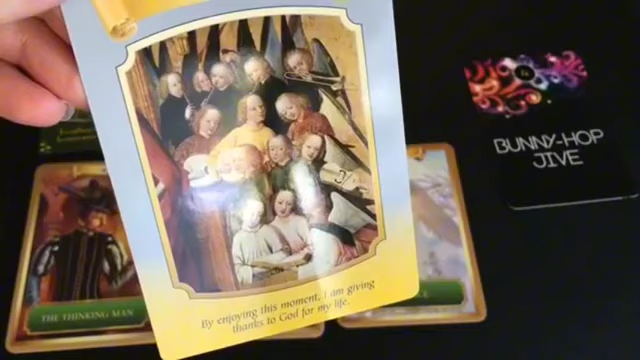 By enjoying this moment, I am giving
thanks to God for my life.
BUNNY-HOP
JIVE
THE THINKING MAN